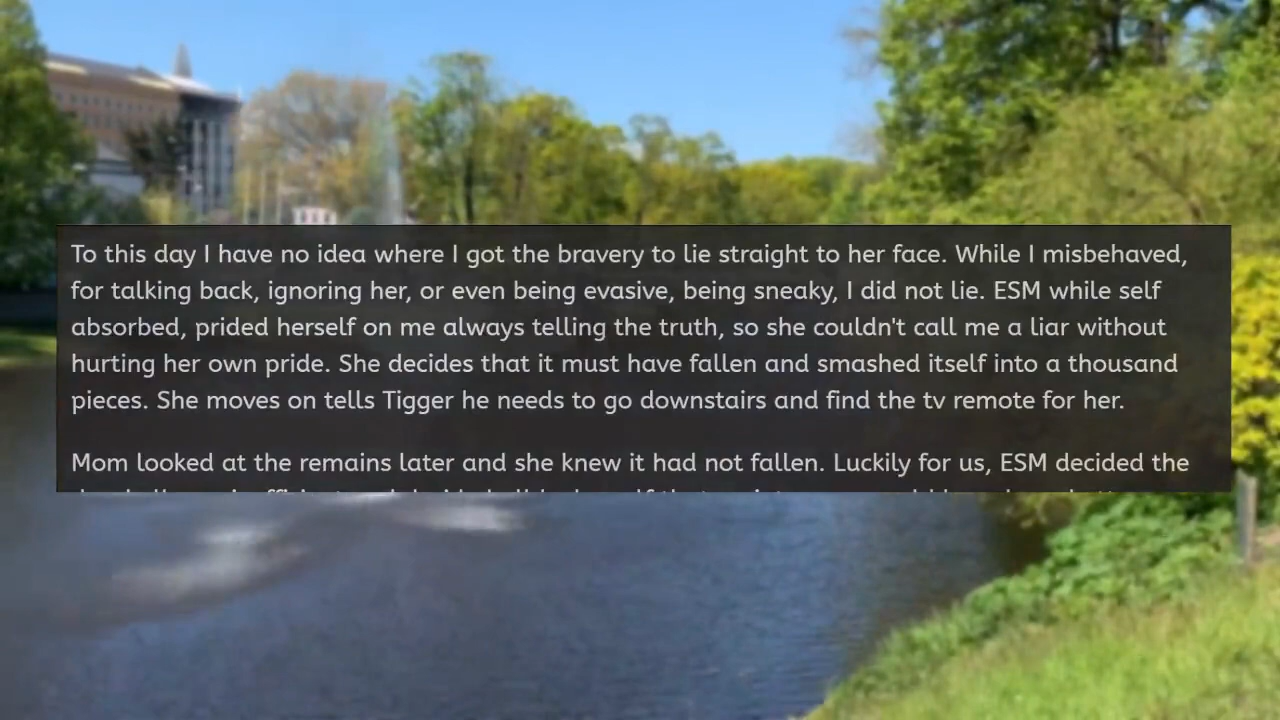 To this day I have no idea where I got the bravery to lie straight to her face. While I misbehaved,
for talking back, ignoring her, or even being evasive, being sneaky, I did not lie. ESM while self
absorbed, prided herself on me always telling the truth, so she couldn't call me a liar without
hurting her own pride. She decides that it must have fallen and smashed itself into a thousand
pieces. She moves on tells Tigger he needs to go downstairs and find the tv remote for her.
Mom looked at the remains later and she knew it had not fallen. Luckily for us, ESM decided the